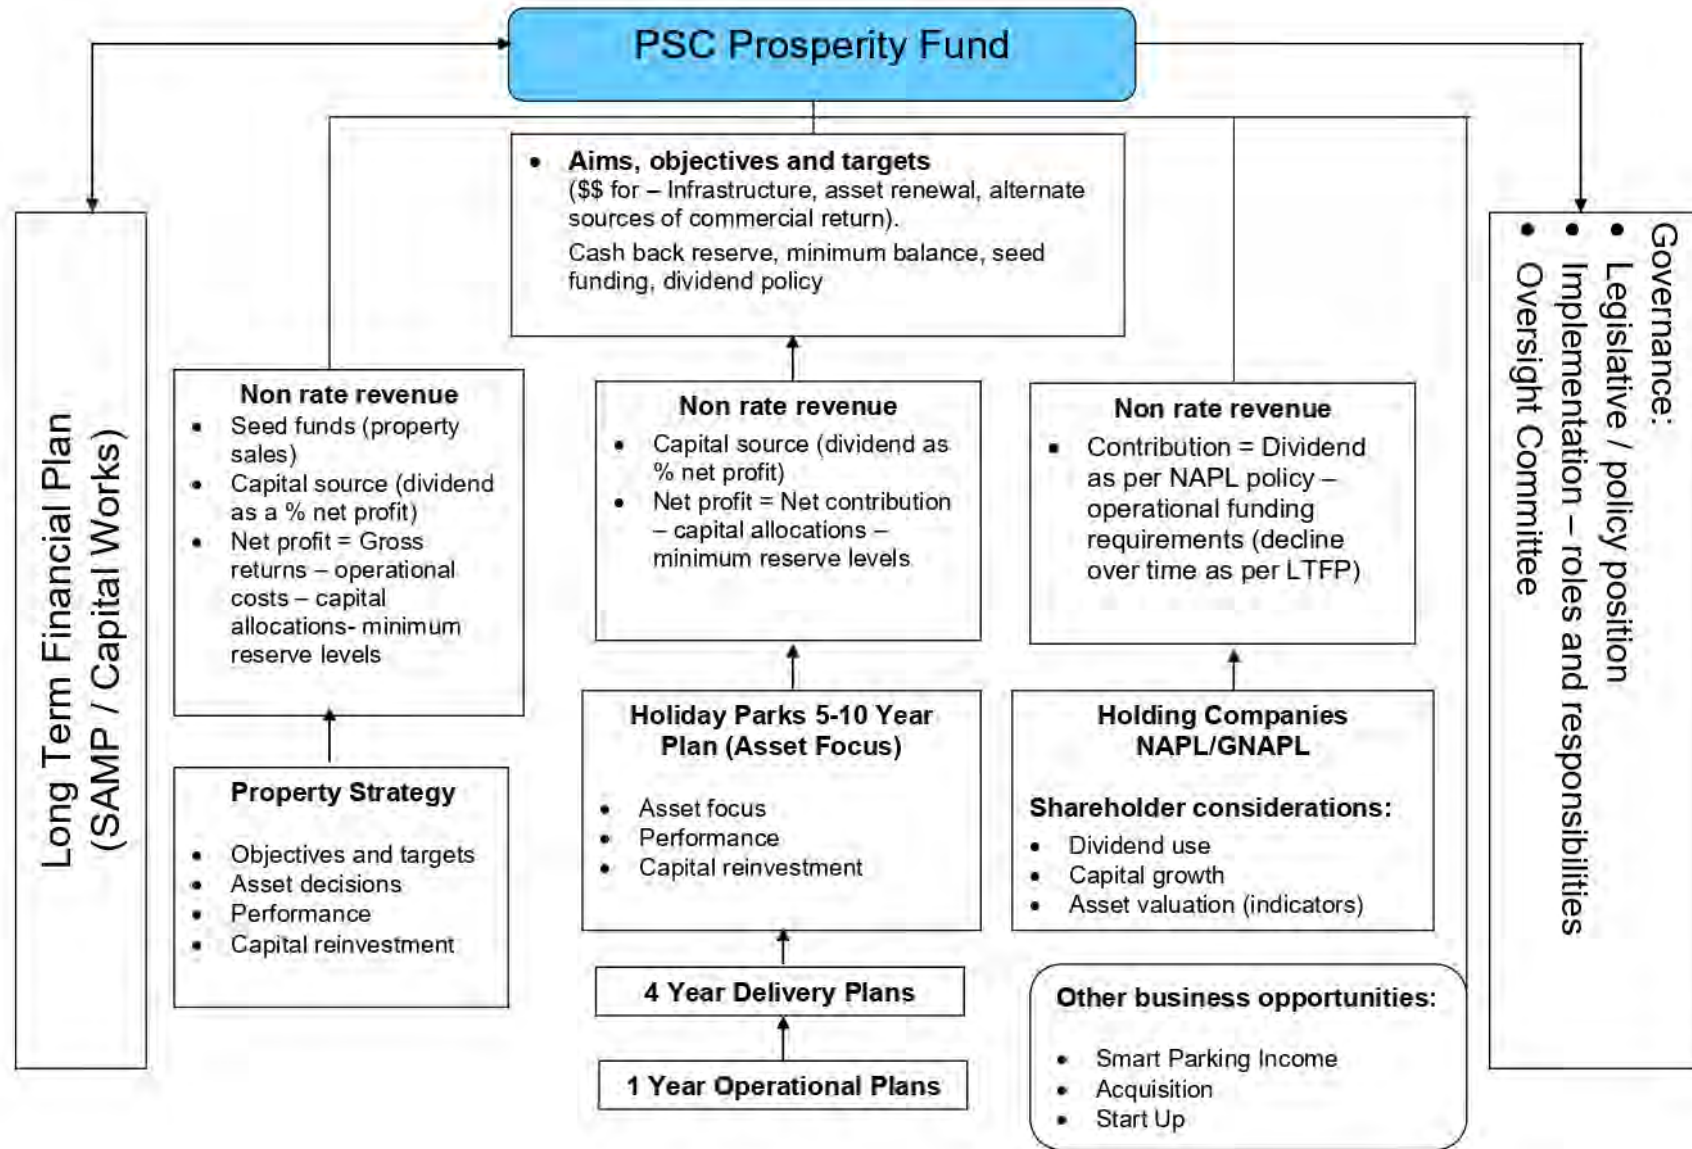 PSC Prosperity Fund
• Aims, objectives and targets
($$ for – Infrastructure, asset renewal, alternate
sources of commercial return).
Cash back reserve, minimum balance, seed
funding, dividend policy
Long Term Financial Plan
(SAMP / Capital Works)
Non rate revenue
• Seed funds (property
sales)
• Capital source (dividend
as a % net profit)
• Net profit = Gross
returns – operational
costs – capital
allocations- minimum
reserve levels
Non rate revenue
• Capital source (dividend as
% net profit)
• Net profit = Net contribution
– capital allocations –
minimum reserve levels
Non rate revenue
▪ Contribution = Dividend
as per NAPL policy –
operational funding
requirements (decline
over time as per LTFP)
Governance:
• Legislative / policy position
• Implementation – roles and responsibilities
• Oversight Committee
Property Strategy
• Objectives and targets
• Asset decisions
• Performance
• Capital reinvestment
Holiday Parks 5-10 Year
Plan (Asset Focus)
• Asset focus
• Performance
• Capital reinvestment
Holding Companies
NAPL/GNAPL
Shareholder considerations:
• Dividend use
• Capital growth
• Asset valuation (indicators)
4 Year Delivery Plans
1 Year Operational Plans
Other business opportunities:
• Smart Parking Income
• Acquisition
• Start Up